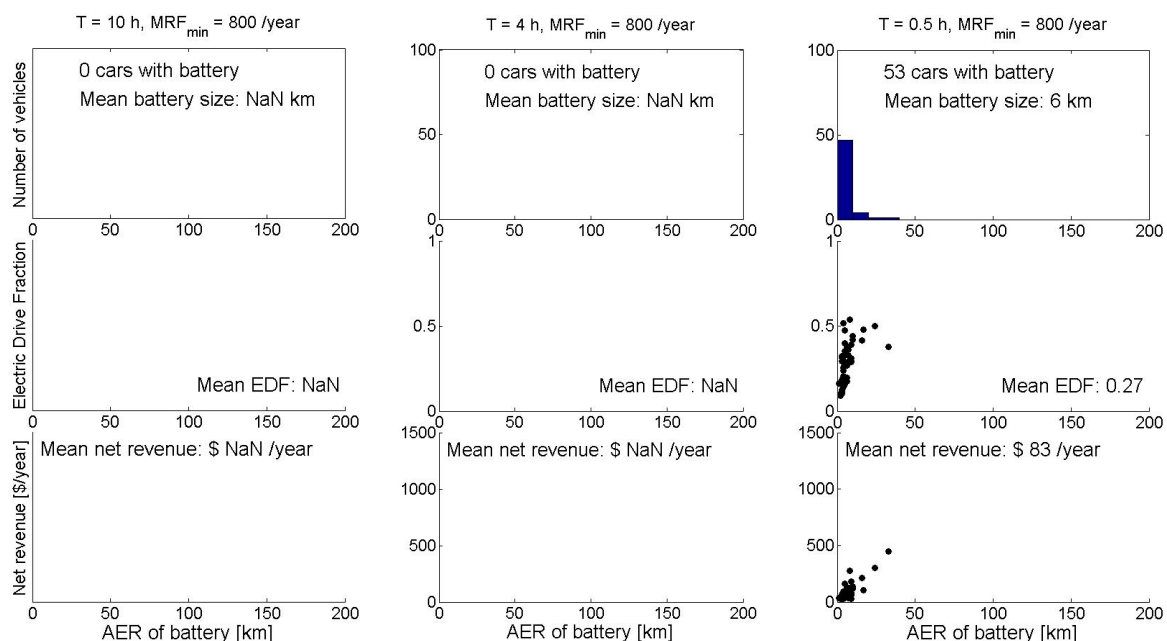 T = 10 h, MRFmin = 800 /year
T = 4 h, MRFmin = 800 /year
T = 0.5 h, MRFmin = 800 /year
Number of vehicles
0 cars with battery
Mean battery size: NaN km
0 50 100 150 200
100
50
0
0 cars with battery
Mean battery size: NaN km
0 50 100 150 200
100
50
0
53 cars with battery
Mean battery size: 6 km
0 50 100 150 200
Electric Drive Fraction
Mean EDF: NaN
0 50 100 150 200
1
0.5
0
Mean EDF: NaN
0 50 100 150 200
1
0.5
0
Mean EDF: 0.27
0 50 100 150 200
Net revenue [$/year]
Mean net revenue: $ NaN /year
0 50 100 150 200
AER of battery [km]
1500
1000
500
0
Mean net revenue: $ NaN /year
0 50 100 150 200
AER of battery [km]
1500
1000
500
0
Mean net revenue: $ 83 /year
0 50 100 150 200
AER of battery [km]